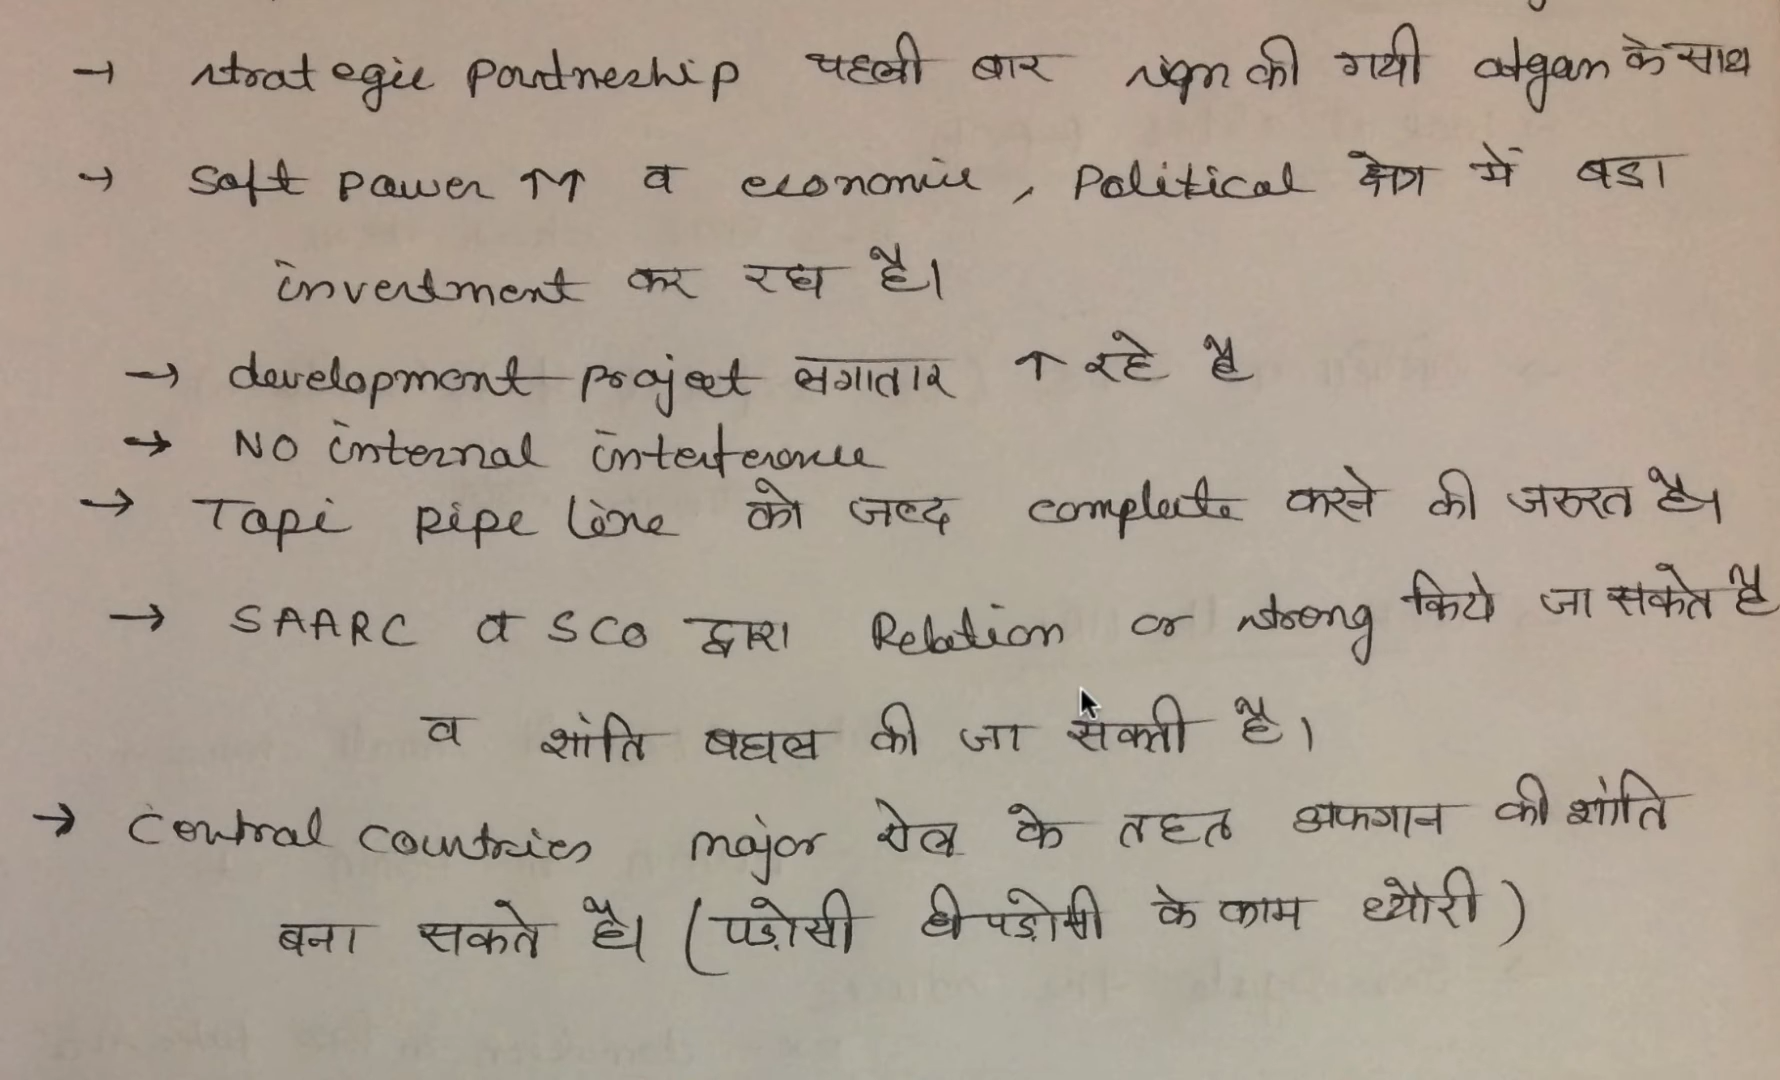 → strategic partnership पहली बार sign की गयी afgan के साथ
→ Soft power ↑↑ व economic, Political क्षेत्र में बडा
investment कर रहा है।
→ development project लगातार ↑ रहे है
→ NO internal interference
→ Tapi pipe line को जल्द complete करने की जरूरत है।
→ SAARC व SCO द्वारा Relation or strong किये जा सकते है
व शांति बहाल की जा सकती है।
→ Central Countries major रोल के तहत अफगान की शांति
बना सकते है। (पड़ोसी ही पड़ोसी के काम थ्योरी)